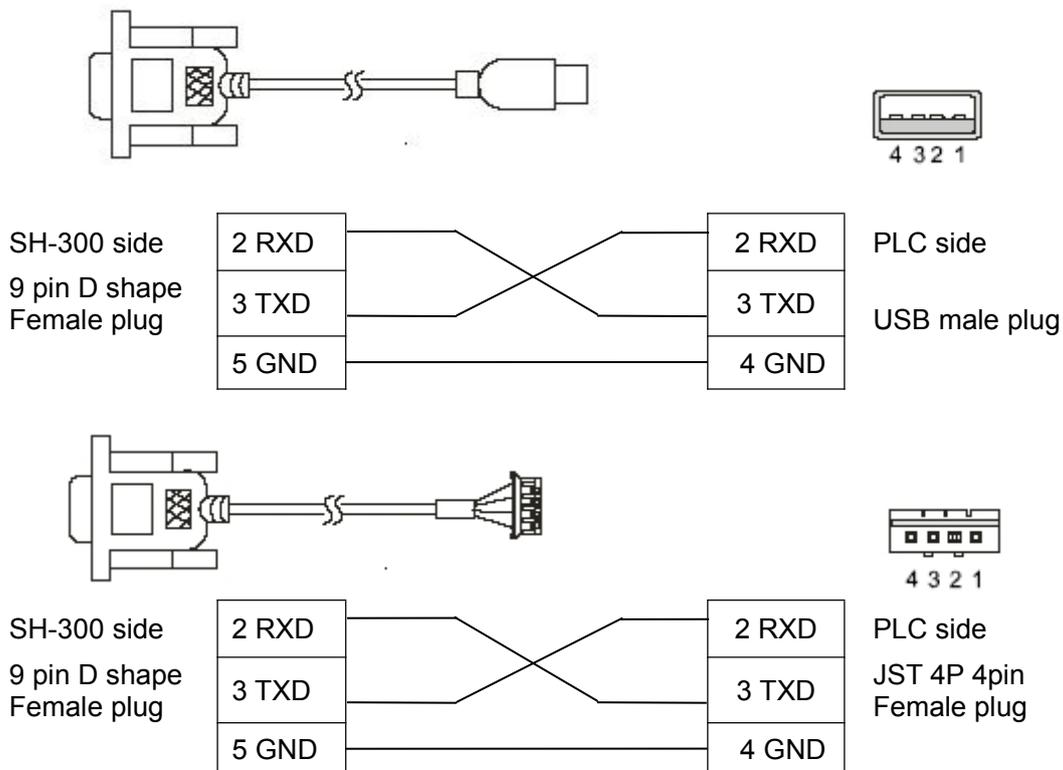 4 3 2 1
SH-300 side
2 RXD
2 RXD
PLC side
9 pin D shape
Female plug
3 TXD
3 TXD
USB male plug
5 GND
4 GND
4 3 2 1
SH-300 side
2 RXD
2 RXD
PLC side
9 pin D shape
Female plug
3 TXD
3 TXD
JST 4P 4pin
Female plug
5 GND
4 GND